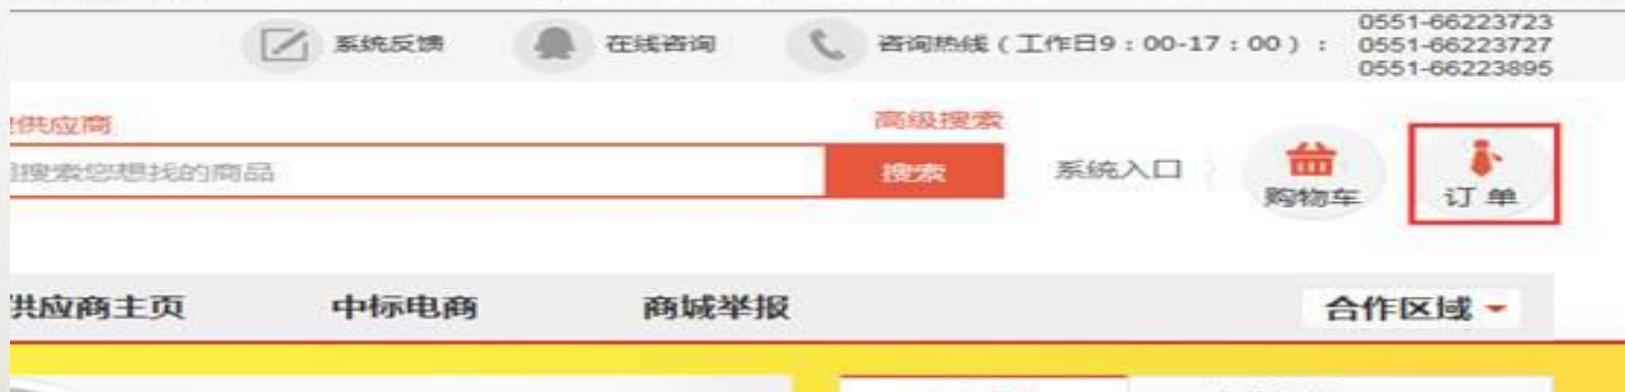 系统反馈 在线咨询 咨询热线（工作日9：00-17：00）：
0551-66223723
0551-66223727
0551-66223895
供应商 高级搜索
搜索您想找的商品 搜索 系统入口 购物车 订单
供应商主页 中标电商 商城举报 合作区域